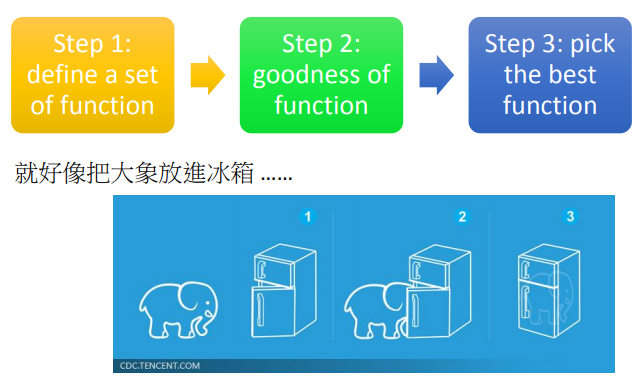 Step 1:
define a set
of function
Step 2:
goodness of
function
Step 3: pick
the best
function
就好像把大象放進冰箱 ……
1
2
3
CDC.TENCENT.COM